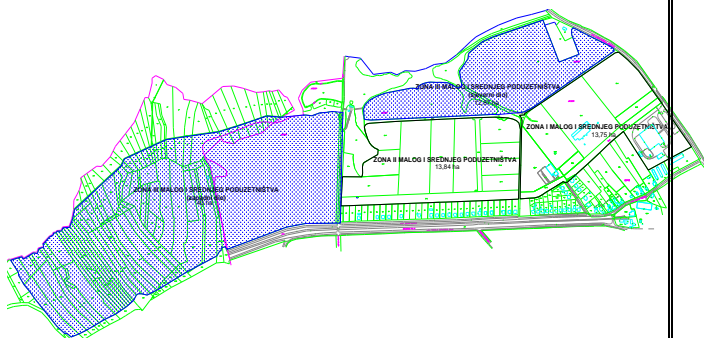 ZONA III MALOG I SREDNJEG PODUZETNIŠTVA
(sjeverni dio)
ZONA I MALOG I SREDNJEG PODUZETNIŠTVA
13,75 ha
ZONA II MALOG I SREDNJEG PODUZETNIŠTVA
13,84 ha
ZONA III MALOG I SREDNJEG PODUZETNIŠTVA
(zapadni dio)